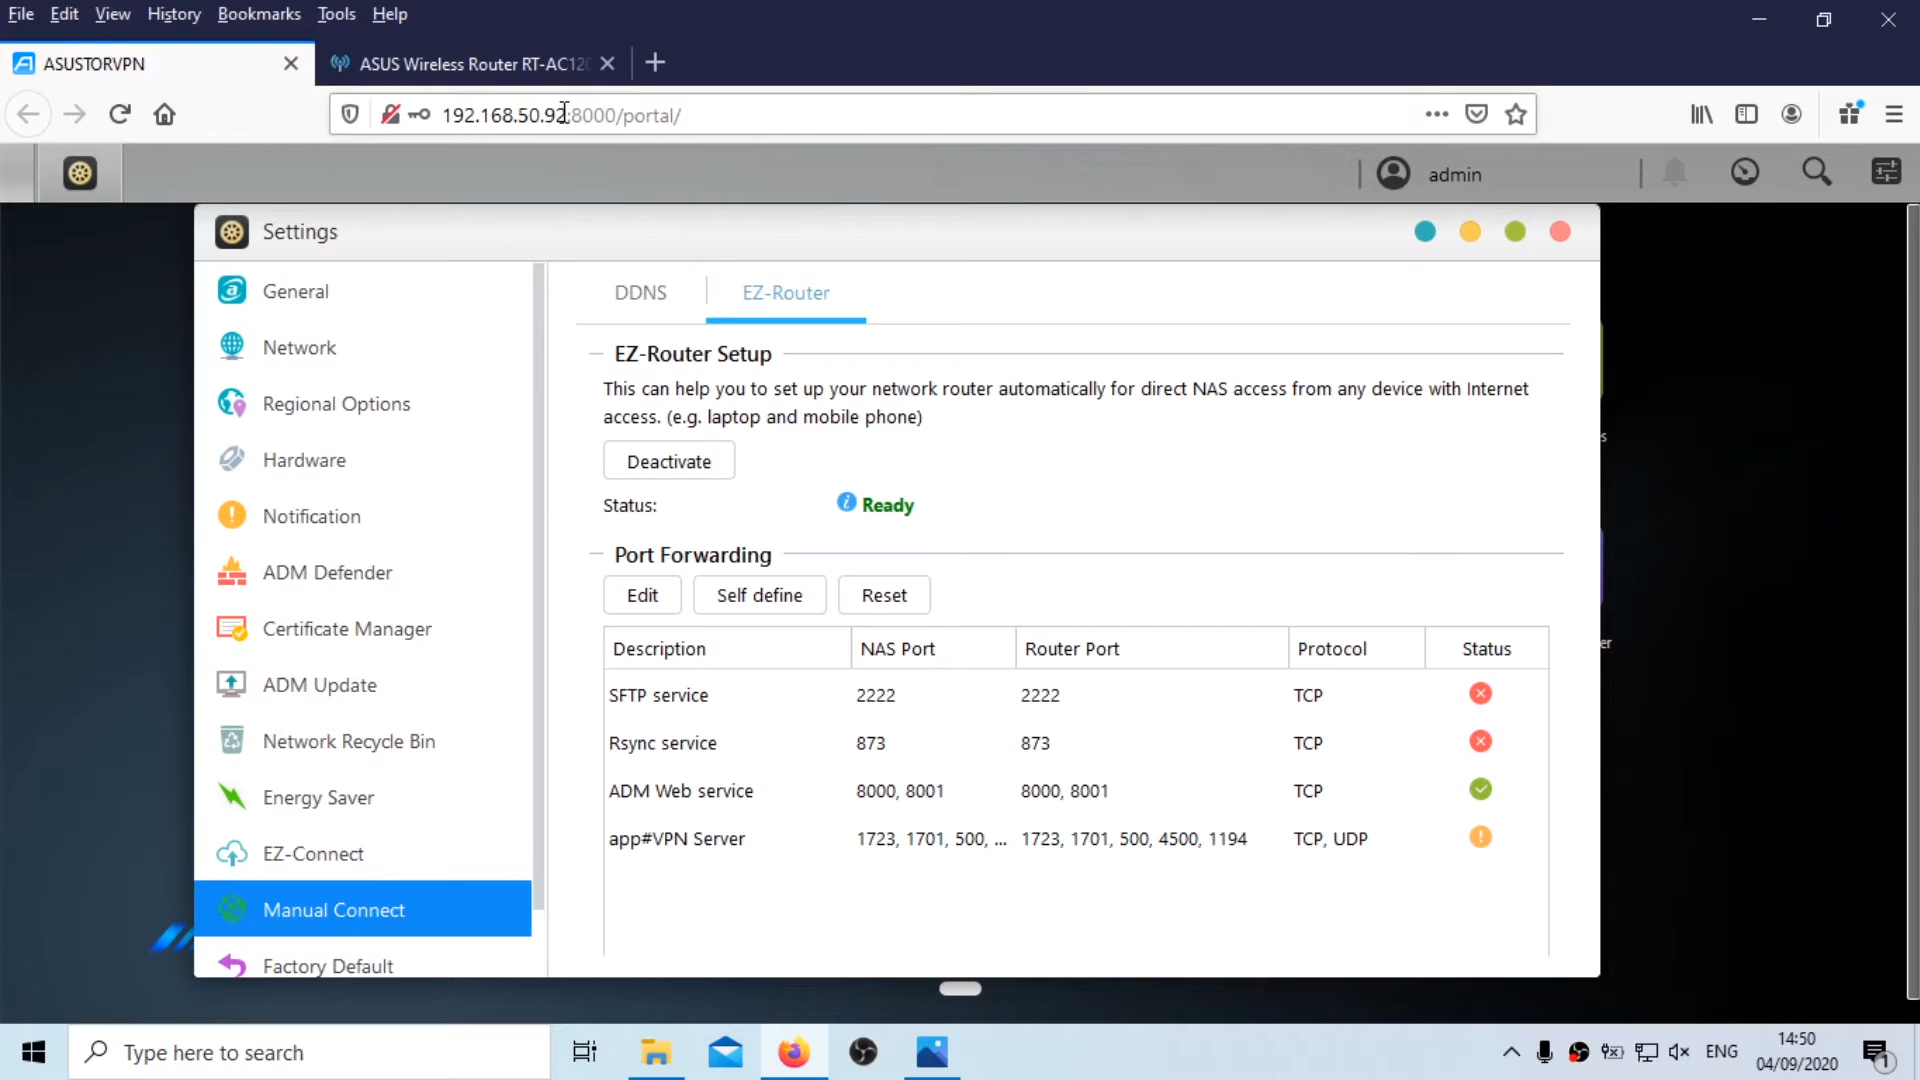 File Edit View History Bookmarks Tools Help
ASUSTORVPN
ASUS Wireless Router RT-AC120
192.168.50.92:8000/portal/
admin
Settings
General
Network
Regional Options
Hardware
Notification
ADM Defender
Certificate Manager
ADM Update
Network Recycle Bin
Energy Saver
EZ-Connect
Manual Connect
Factory Default
DDNS EZ-Router
EZ-Router Setup
This can help you to set up your network router automatically for direct NAS access from any device with Internet
access. (e.g. laptop and mobile phone)
Deactivate
Status: Ready
Port Forwarding
Edit Self define Reset
Description NAS Port Router Port Protocol Status
SFTP service 2222 2222 TCP
Rsync service 873 873 TCP
ADM Web service 8000, 8001 8000, 8001 TCP
app#VPN Server 1723, 1701, 500, ... 1723, 1701, 500, 4500, 1194 TCP, UDP
s
er
Type here to search
ENG
14:50
04/09/2020
1